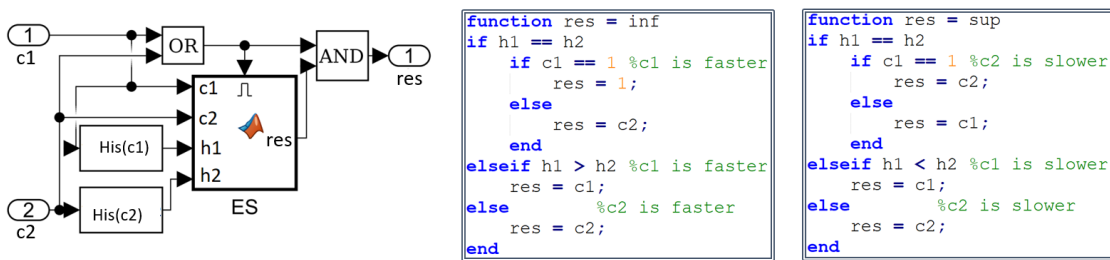 1
c1
OR
AND
1
res
c1
c2
res
h1
h2
His(c1)
His(c2)
2
c2
ES
function res = inf
if h1 == h2
if c1 == 1 %c1 is faster
res = 1;
else
res = c2;
end
elseif h1 > h2 %c1 is faster
res = c1;
else %c2 is faster
res = c2;
end
function res = sup
if h1 == h2
if c1 == 1 %c2 is slower
res = c2;
else
res = c1;
end
elseif h1 < h2 %c1 is slower
res = c1;
else %c2 is slower
res = c2;
end